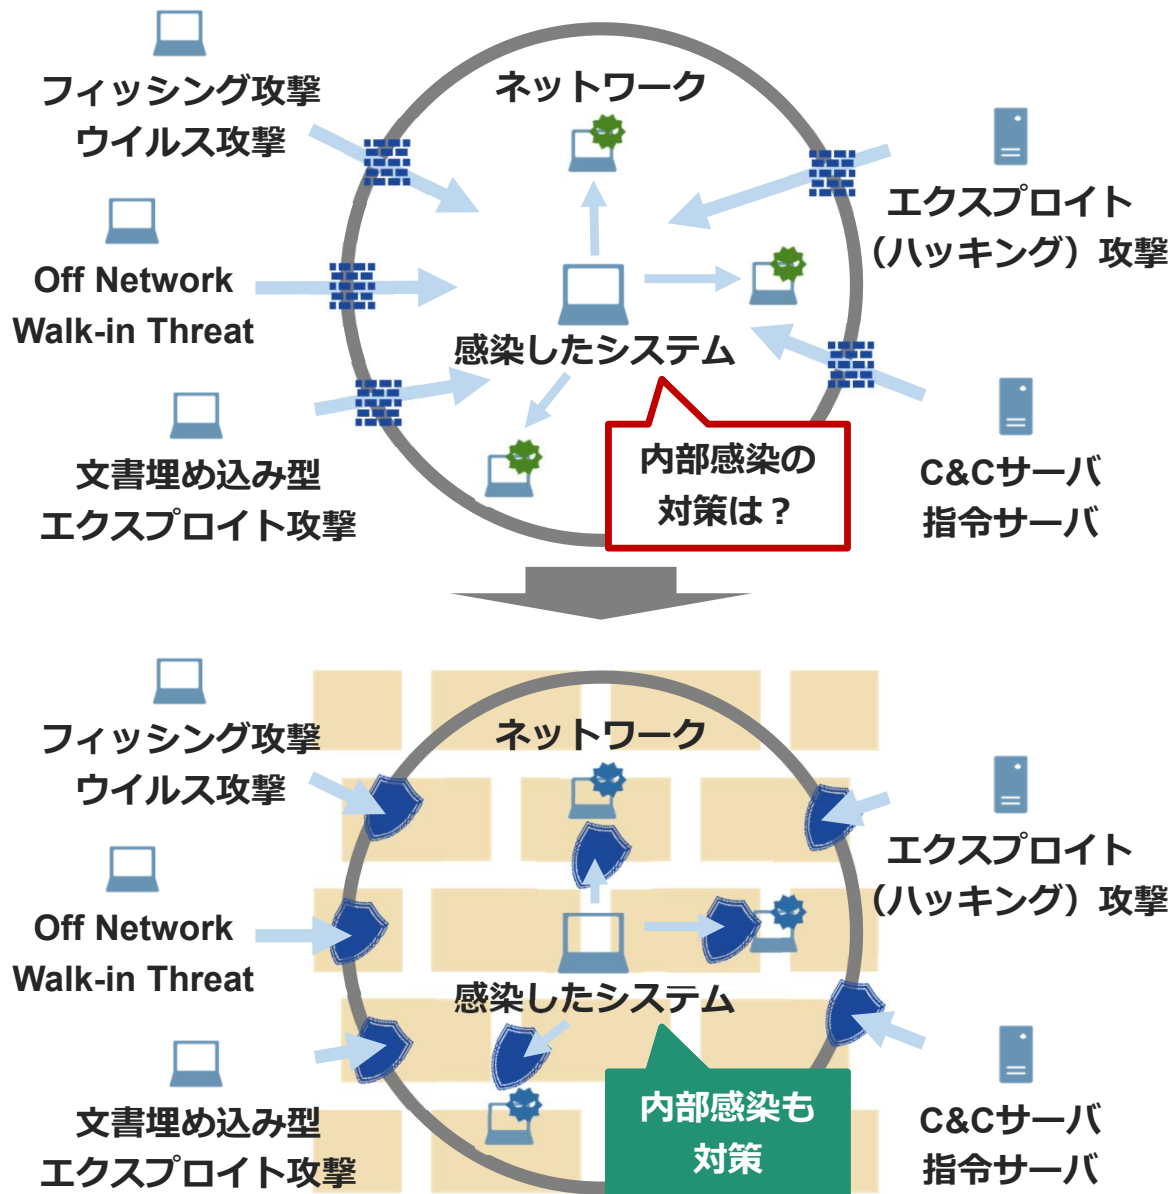 フィッシング攻撃
ウイルス攻撃
ネットワーク
エクスプロイト
（ハッキング）攻撃
Off Network
Walk-in Threat
感染したシステム
文書埋め込み型
エクスプロイト攻撃
内部感染の
対策は？
C&Cサーバ
指令サーバ
フィッシング攻撃
ウイルス攻撃
ネットワーク
エクスプロイト
（ハッキング）攻撃
Off Network
Walk-in Threat
感染したシステム
文書埋め込み型
エクスプロイト攻撃
内部感染も
対策
C&Cサーバ
指令サーバ